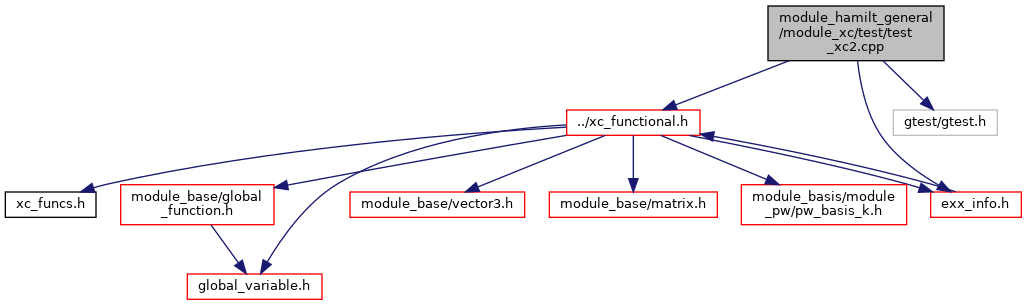 module_hamilt_general
/module_xc/test/test
_xc2.cpp
../xc_functional.h
gtest/gtest.h
xc_funcs.h
module_base/global
_function.h
module_base/vector3.h
module_base/matrix.h
module_basis/module
_pw/pw_basis_k.h
exx_info.h
global_variable.h